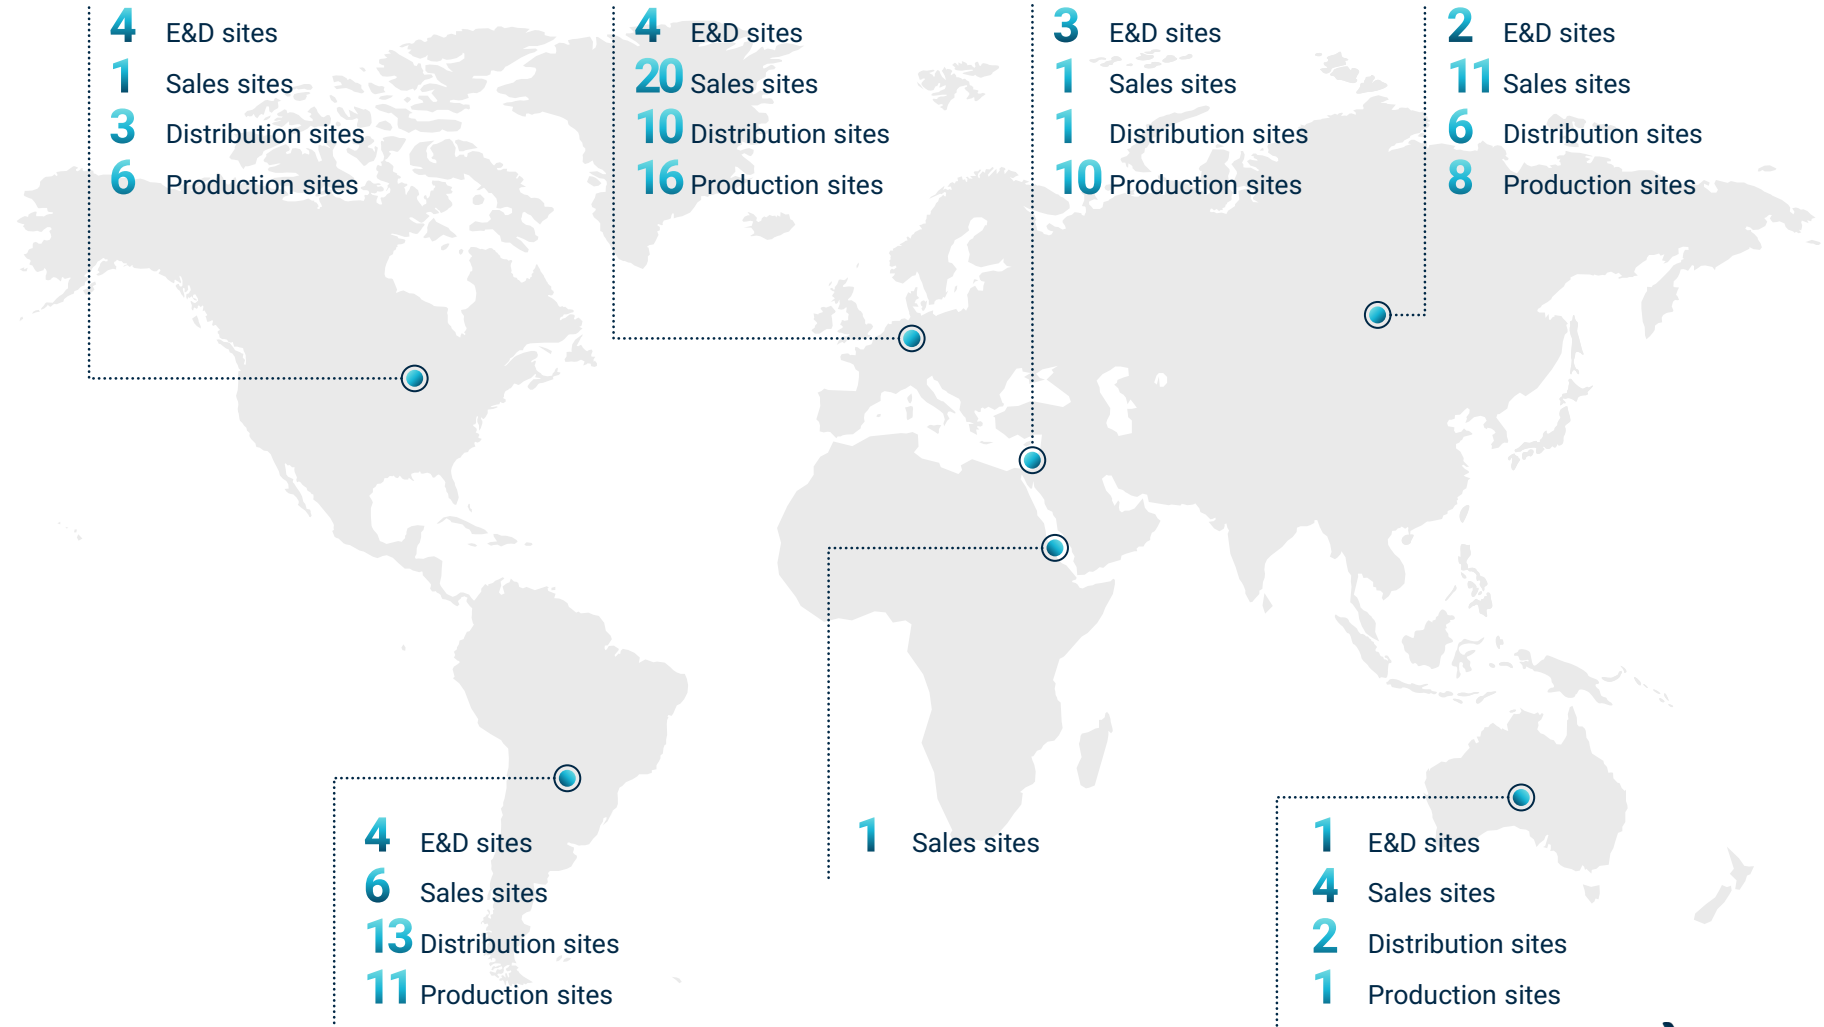 4 E&D sites
1 Sales sites
3 Distribution sites
6 Production sites
4 E&D sites
20 Sales sites
10 Distribution sites
16 Production sites
3 E&D sites
1 Sales sites
1 Distribution sites
10 Production sites
2 E&D sites
11 Sales sites
6 Distribution sites
8 Production sites
4 E&D sites
6 Sales sites
13 Distribution sites
11 Production sites
1 Sales sites
1 E&D sites
4 Sales sites
2 Distribution sites
1 Production sites